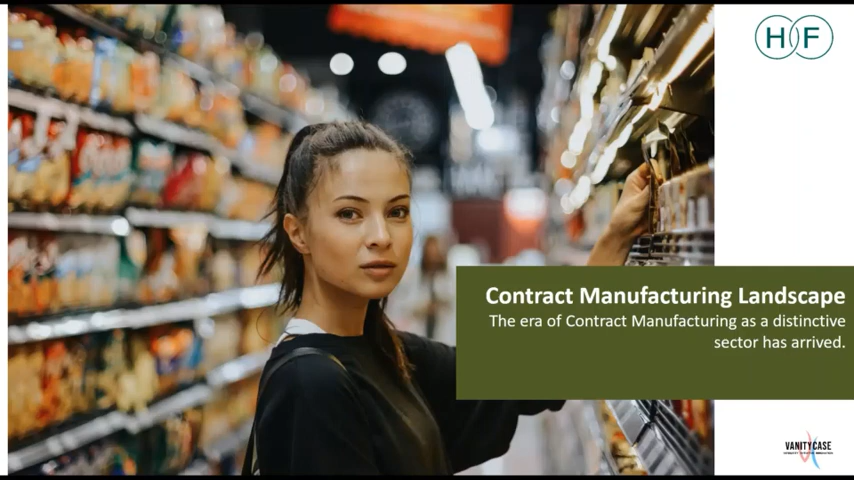 HF
Contract Manufacturing Landscape
The era of Contract Manufacturing as a distinctive
sector has arrived.
VANITYCASE